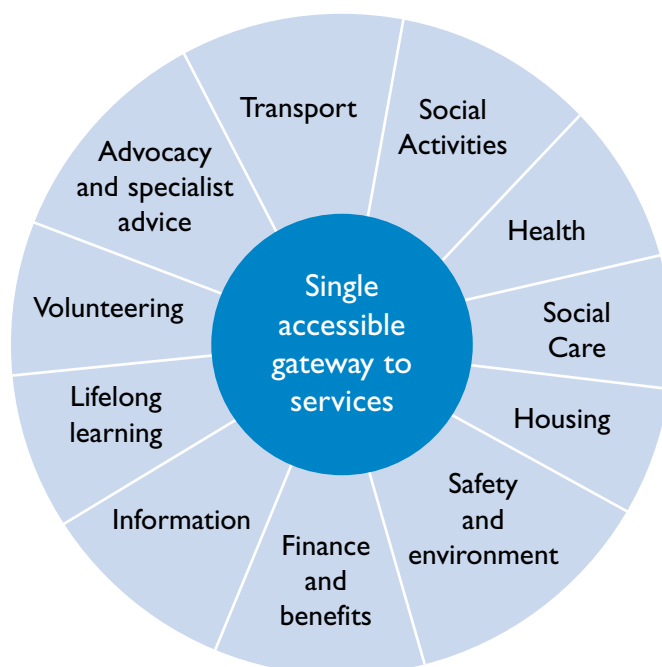 Transport
Social
Activities
Health
Social
Care
Housing
Safety
and
environment
Finance
and
benefits
Information
Lifelong
learning
Volunteering
Advocacy
and specialist
advice
Single
accessible
gateway to
services